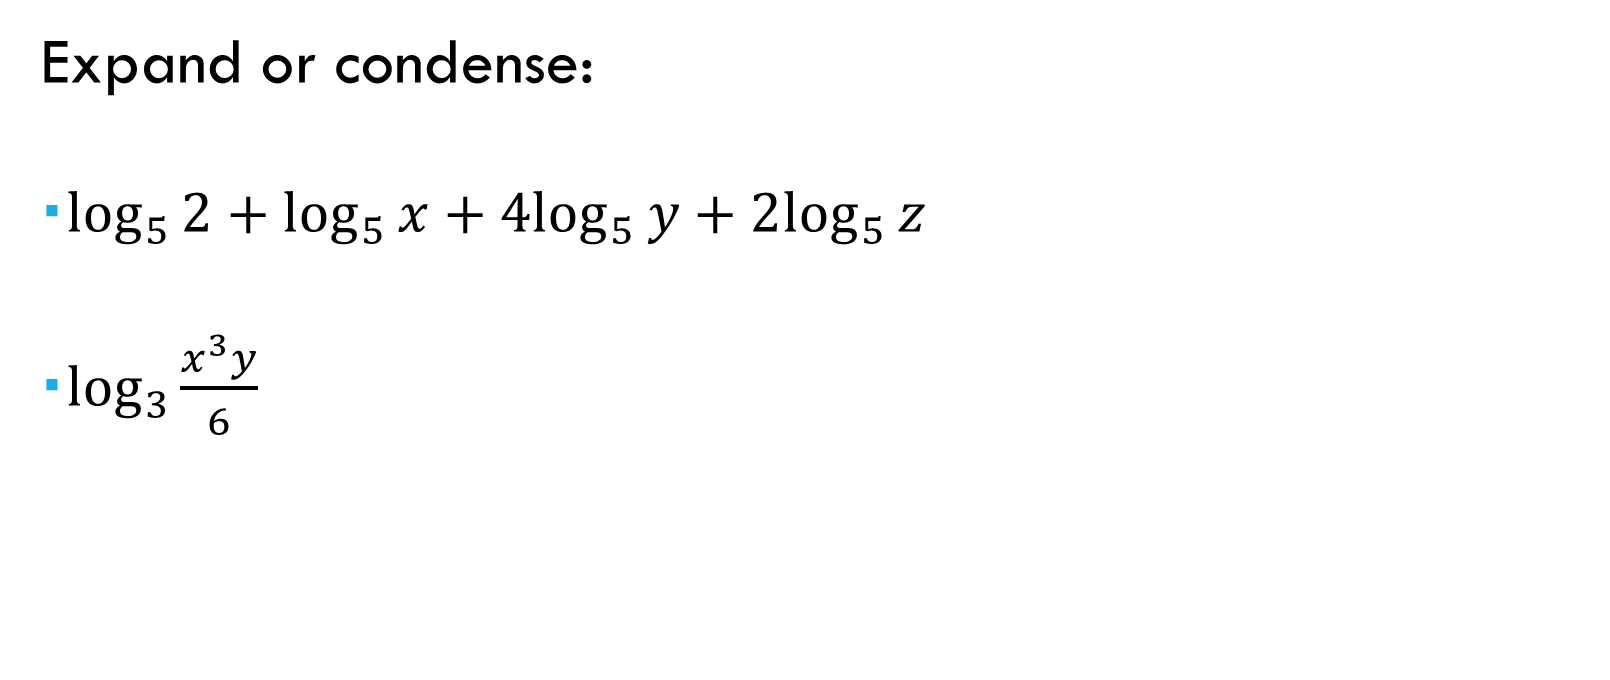 Expand or condense:
▪log₅ 2 + log₅ x + 4log₅ y + 2log₅ z
▪log₃ x³y/6